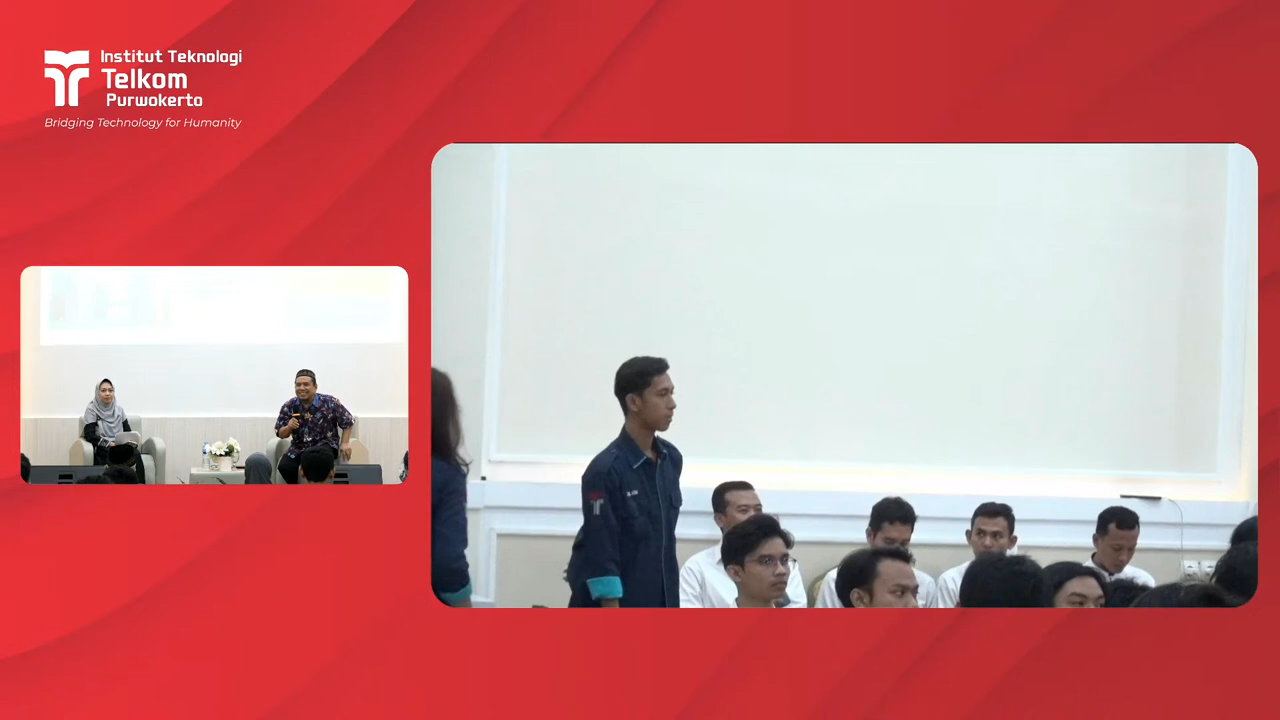 Institut Teknologi
Telkom
Purwokerto
Bridging Technology for Humanity